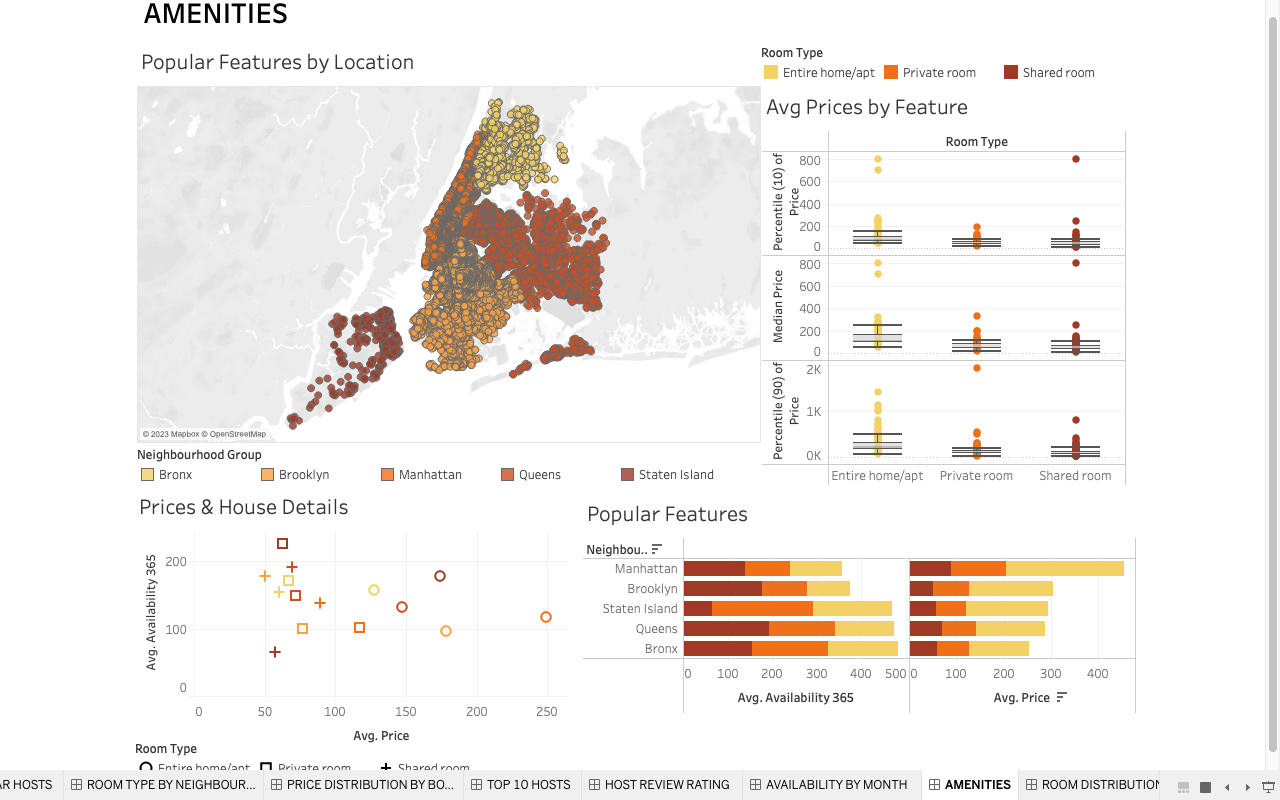 AMENITIES
Popular Features by Location
Room Type
Entire home/apt Private room Shared room
Avg Prices by Feature
Room Type
Percentile (10) of Price
800
600
400
200
0
Median Price
800
600
400
200
0
Percentile (90) of Price
2K
1K
0K
Entire home/apt Private room Shared room
© 2023 Mapbox © OpenStreetMap
Neighbourhood Group
Bronx Brooklyn Manhattan Queens Staten Island
Prices & House Details
Avg. Availability 365
200
100
0
0 50 100 150 200 250
Avg. Price
Room Type
Entire home/apt Private room Shared room
Popular Features
Neighbou..
Manhattan
Brooklyn
Staten Island
Queens
Bronx
0 100 200 300 400 500 0 100 200 300 400
Avg. Availability 365 Avg. Price
AR HOSTS ROOM TYPE BY NEIGHBOUR... PRICE DISTRIBUTION BY BO... TOP 10 HOSTS HOST REVIEW RATING AVAILABILITY BY MONTH AMENITIES ROOM DISTRIBUTION